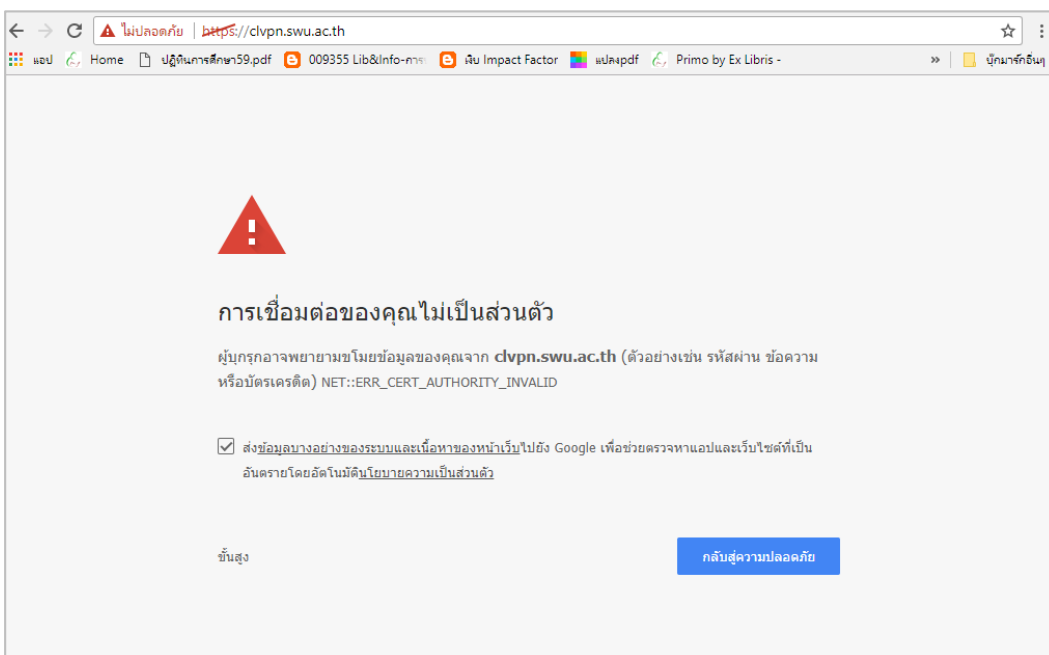 ไม่ปลอดภัย | https://clvpn.swu.ac.th
แอป Home ปฏิทินการศึกษา59.pdf 009355 Lib&Info-การ Impact Factor แปลงpdf Primo by Ex Libris - » บุ๊กมาร์กอื่นๆ
การเชื่อมต่อของคุณไม่เป็นส่วนตัว
ผู้บุกรุกอาจพยายามขโมยข้อมูลของคุณจาก clvpn.swu.ac.th (ตัวอย่างเช่น รหัสผ่าน ข้อความ
หรือบัตรเครดิต) NET::ERR_CERT_AUTHORITY_INVALID
ส่งข้อมูลบางอย่างของระบบและเนื้อหาของหน้าเว็บไปยัง Google เพื่อช่วยตรวจหาแอปและเว็บไซต์ที่เป็น
อันตรายโดยอัตโนมัตินโยบายความเป็นส่วนตัว
ขั้นสูง
กลับสู่ความปลอดภัย